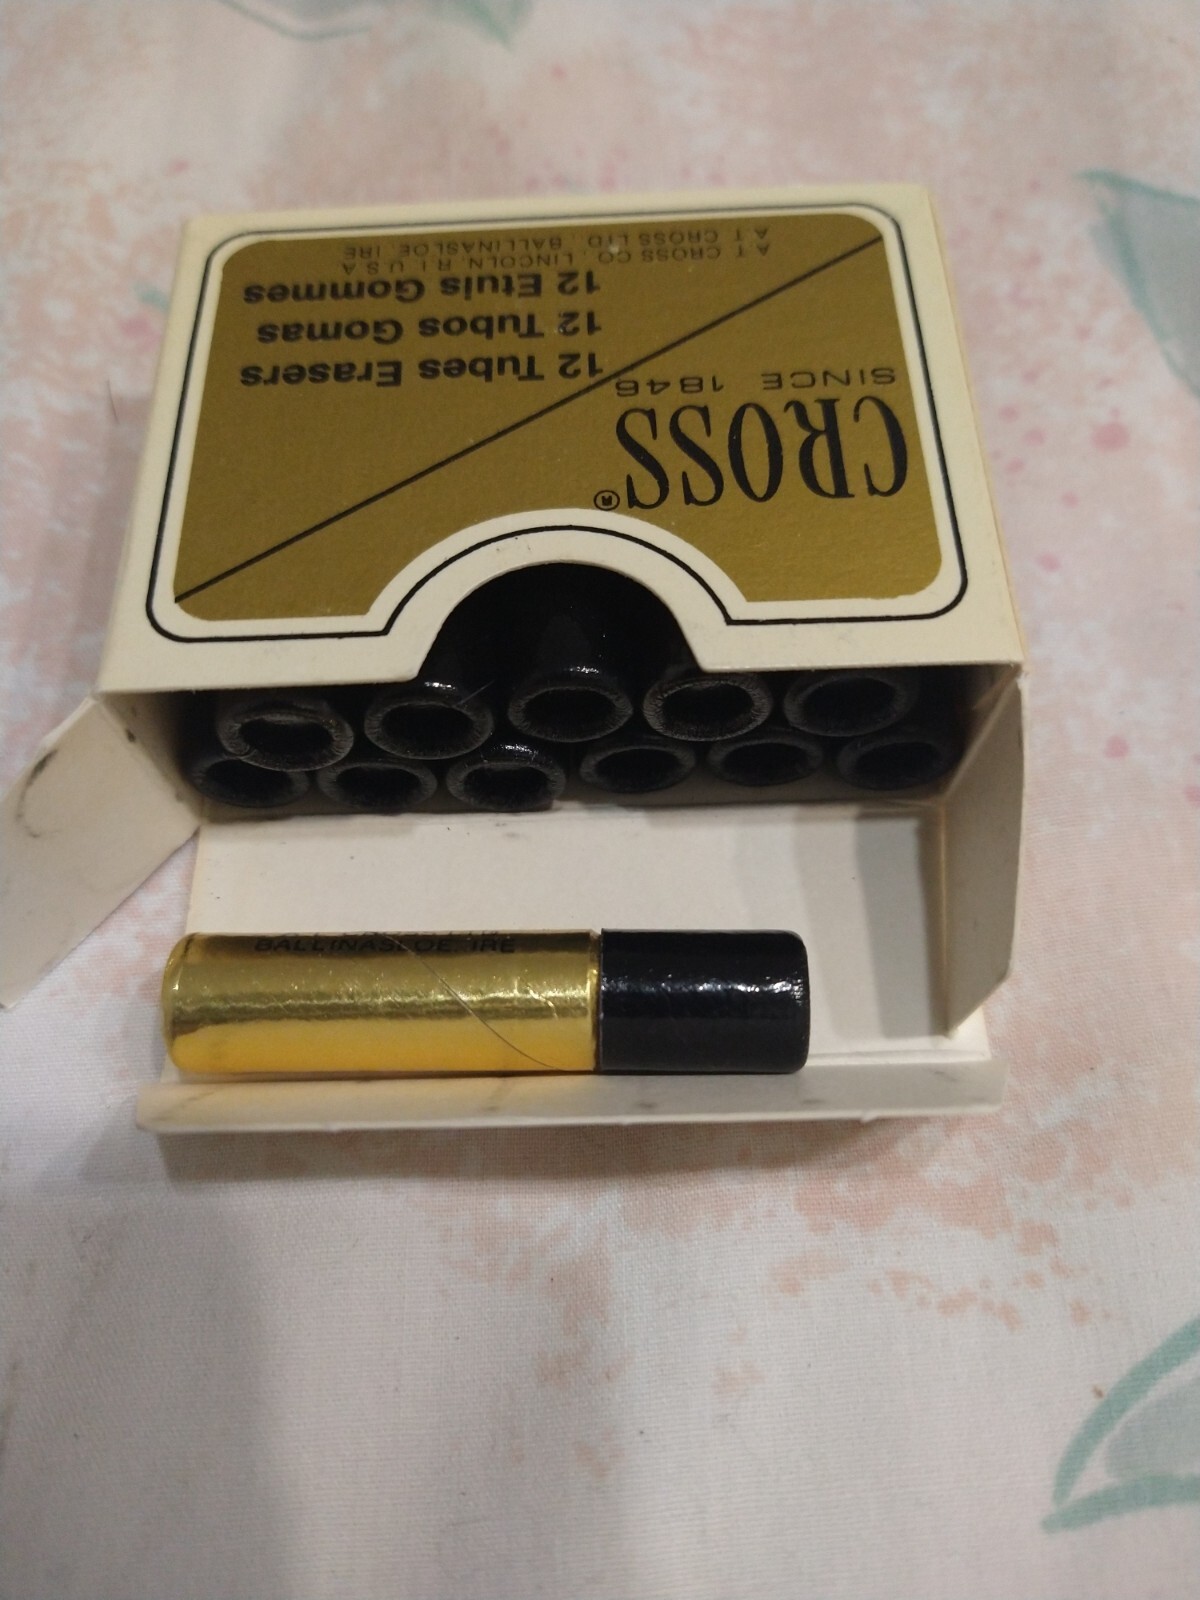 CROSS®
SINCE 1846
12 Tubes Erasers
12 Tubos Gomas
12 Etuis Gommes
A.T. CROSS CO., LINCOLN, R.I. U.S.A
A.T. CROSS LTD., BALLINASLOE IRE
BALLINASLOE IRE